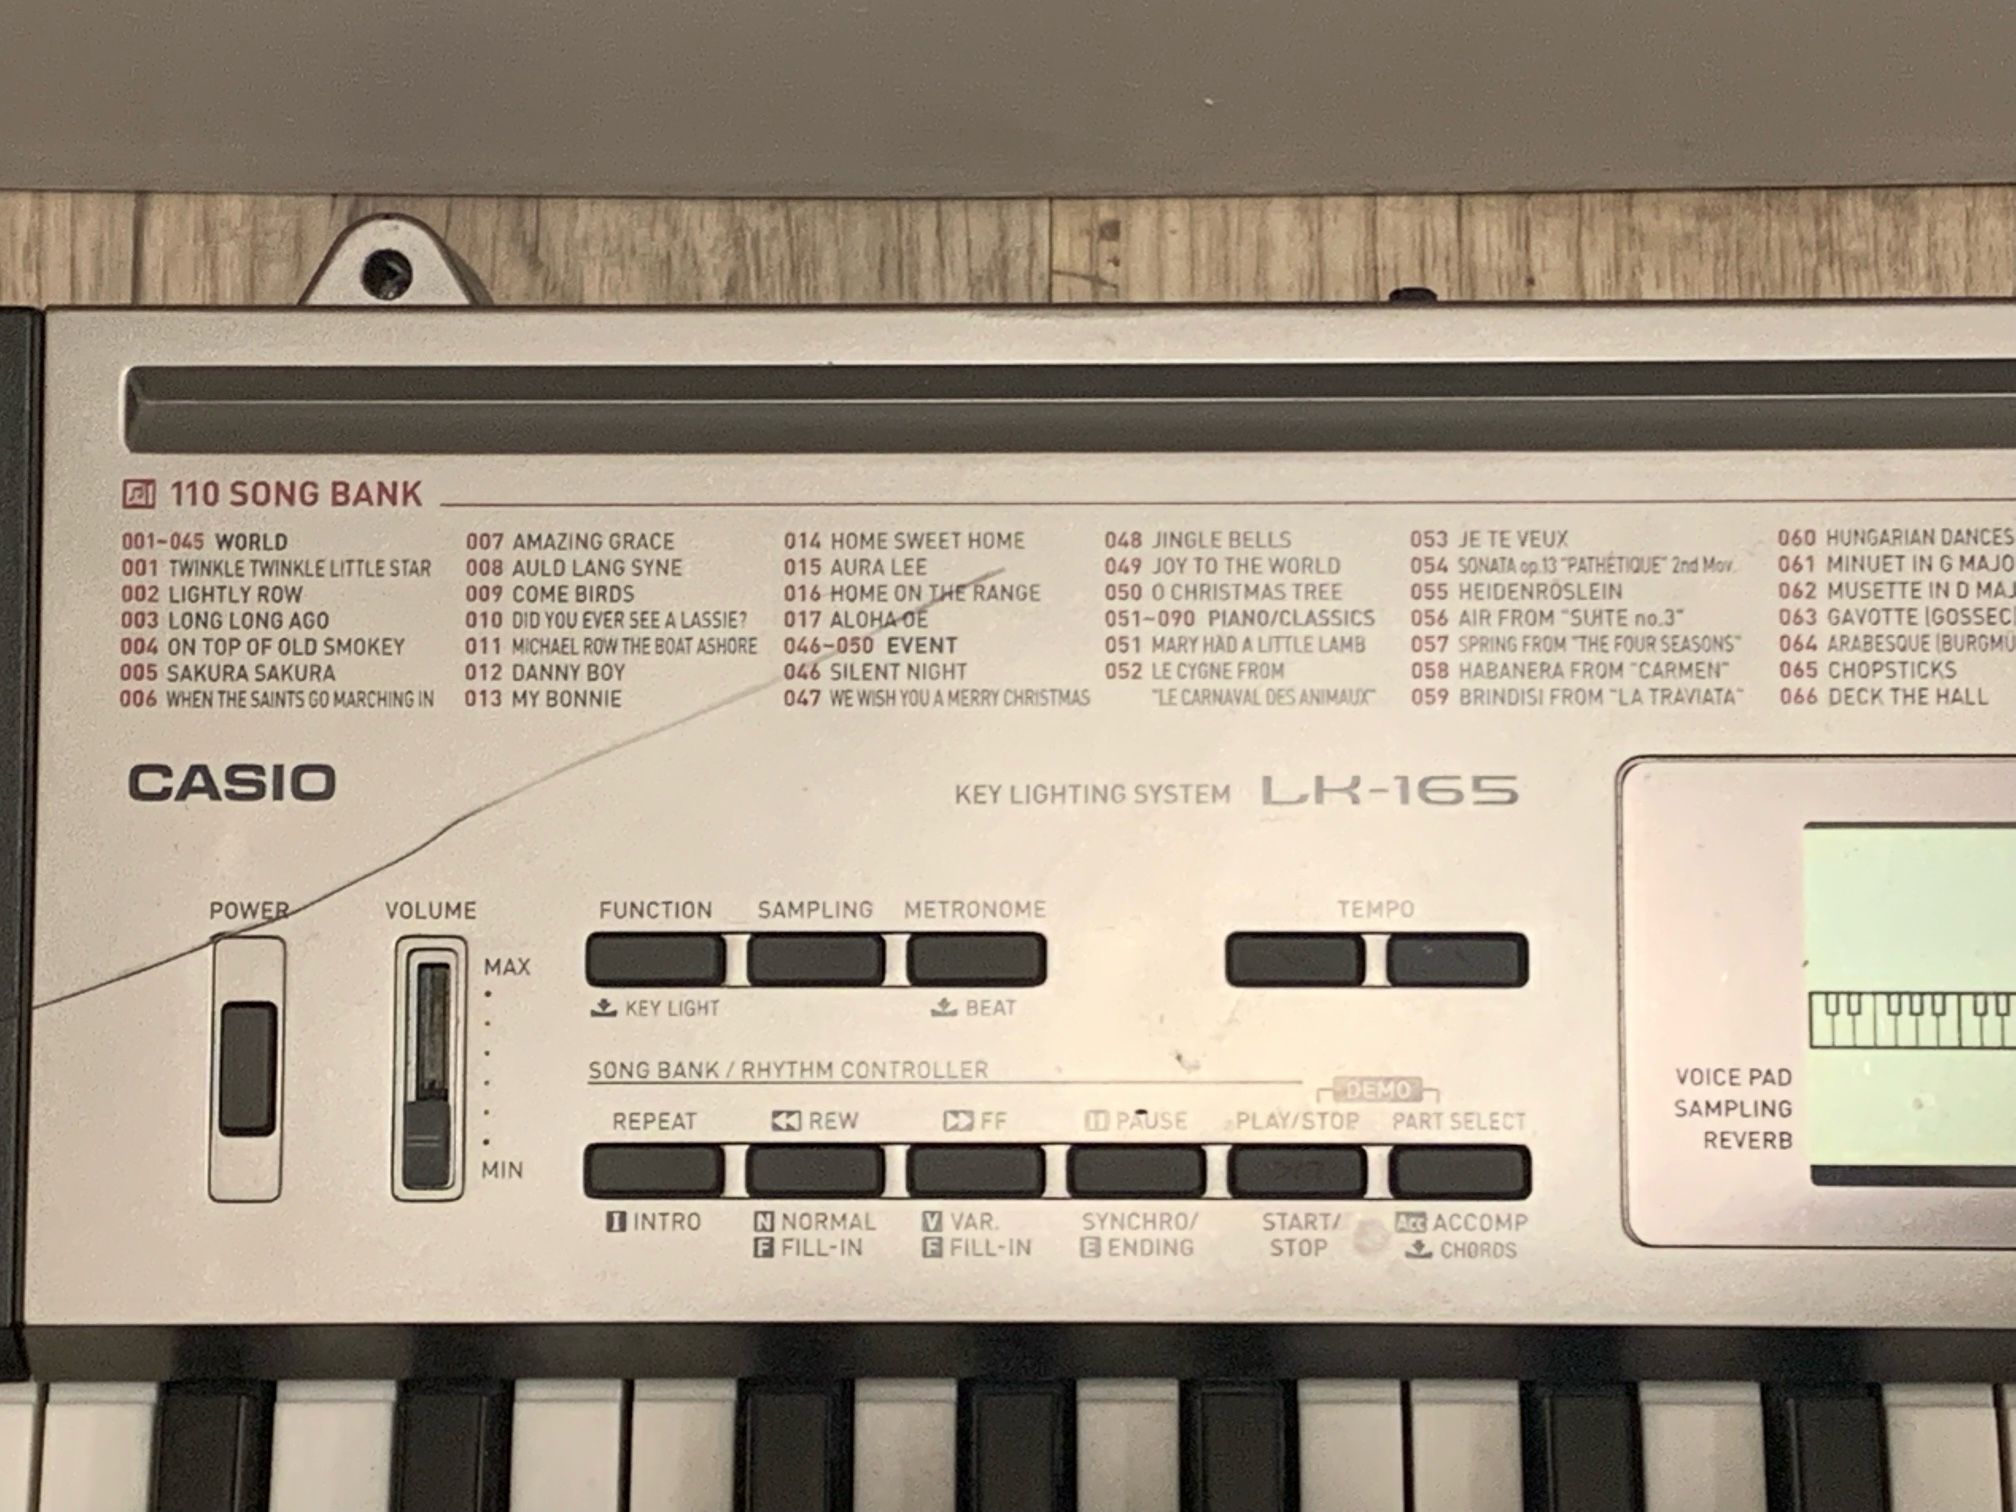 110 SONG BANK
001~045 WORLD
001 TWINKLE TWINKLE LITTLE STAR
002 LIGHTLY ROW
003 LONG LONG AGO
004 ON TOP OF OLD SMOKEY
005 SAKURA SAKURA
006 WHEN THE SAINTS GO MARCHING IN
007 AMAZING GRACE
008 AULD LANG SYNE
009 COME BIRDS
010 DID YOU EVER SEE A LASSIE?
011 MICHAEL ROW THE BOAT ASHORE
012 DANNY BOY
013 MY BONNIE
014 HOME SWEET HOME
015 AURA LEE
016 HOME ON THE RANGE
017 ALOHA OE
046~050 EVENT
046 SILENT NIGHT
047 WE WISH YOU A MERRY CHRISTMAS
048 JINGLE BELLS
049 JOY TO THE WORLD
050 O CHRISTMAS TREE
051~090 PIANO/CLASSICS
051 MARY HAD A LITTLE LAMB
052 LE CYGNE FROM
"LE CARNAVAL DES ANIMAUX"
053 JE TE VEUX
054 SONATA op.13 "PATHÉTIQUE" 2nd Mov.
055 HEIDENRÖSLEIN
056 AIR FROM "SUITE no.3"
057 SPRING FROM "THE FOUR SEASONS"
058 HABANERA FROM "CARMEN"
059 BRINDISI FROM "LA TRAVIATA"
060 HUNGARIAN DANCES
061 MINUET IN G MAJO
062 MUSETTE IN D MAJ
063 GAVOTTE (GOSSEC)
064 ARABESQUE (BURGMÜ
065 CHOPSTICKS
066 DECK THE HALL
CASIO
KEY LIGHTING SYSTEM LK-165
POWER
VOLUME
MAX
MIN
FUNCTION SAMPLING METRONOME
TEMPO
KEY LIGHT
BEAT
SONG BANK / RHYTHM CONTROLLER
DEMO
REPEAT REW FF PAUSE PLAY/STOP PART SELECT
I INTRO
N NORMAL
F FILL-IN
V VAR.
F FILL-IN
SYNCHRO/
E ENDING
START/
STOP
Acc ACCOMP
CHORDS
VOICE PAD
SAMPLING
REVERB